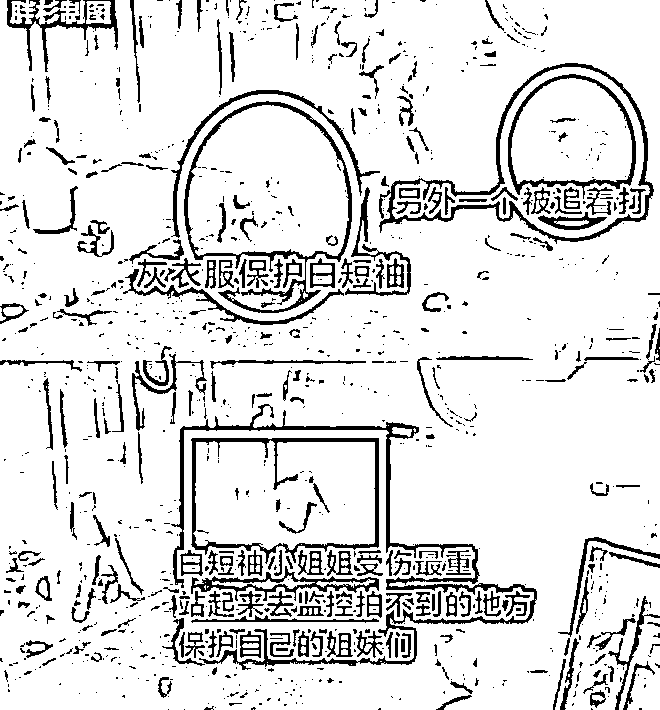 胖杉制图
另外一个被追着打
灰衣服保护白短袖
白短袖小姐姐受伤最重
站起来去监控拍不到的地方
保护自己的姐妹们